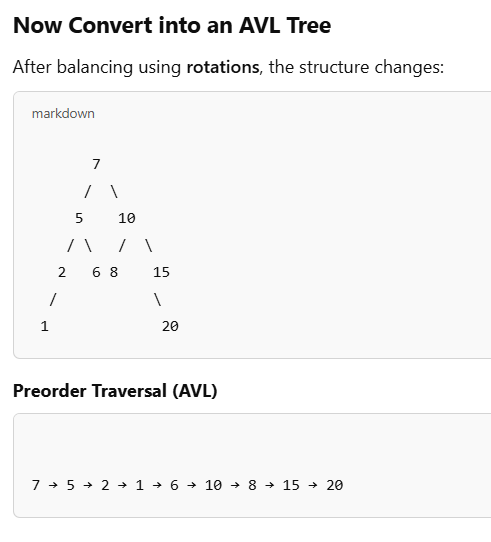 Now Convert into an AVL Tree
After balancing using rotations, the structure changes:
markdown
7
/ \
5 10
/ \ / \
2 6 8 15
/ \
1 20
Preorder Traversal (AVL)
7 → 5 → 2 → 1 → 6 → 10 → 8 → 15 → 20